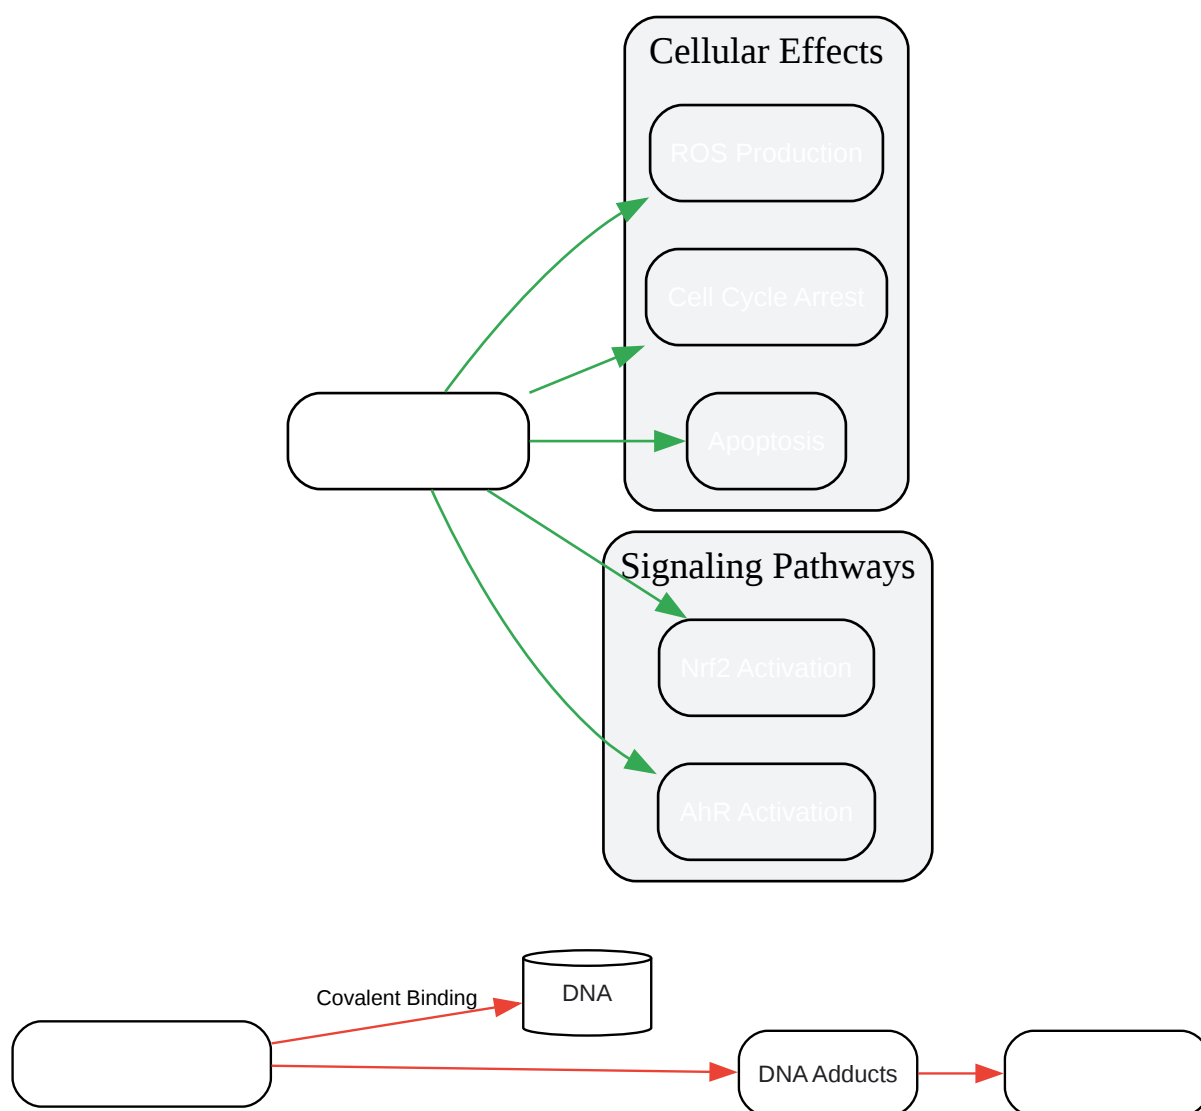 Cellular Effects
ROS Production
Cell Cycle Arrest
Apoptosis
Signaling Pathways
Nrf2 Activation
AhR Activation
Covalent Binding
DNA
DNA Adducts